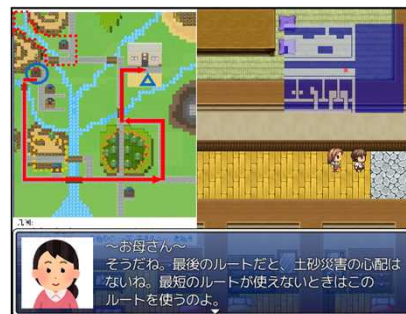 凡例
～お母さん～
そうだね。最後のルートだと、土砂災害の心配は
ないね。最短のルートが使えないときはこの
ルートを使うのよ。